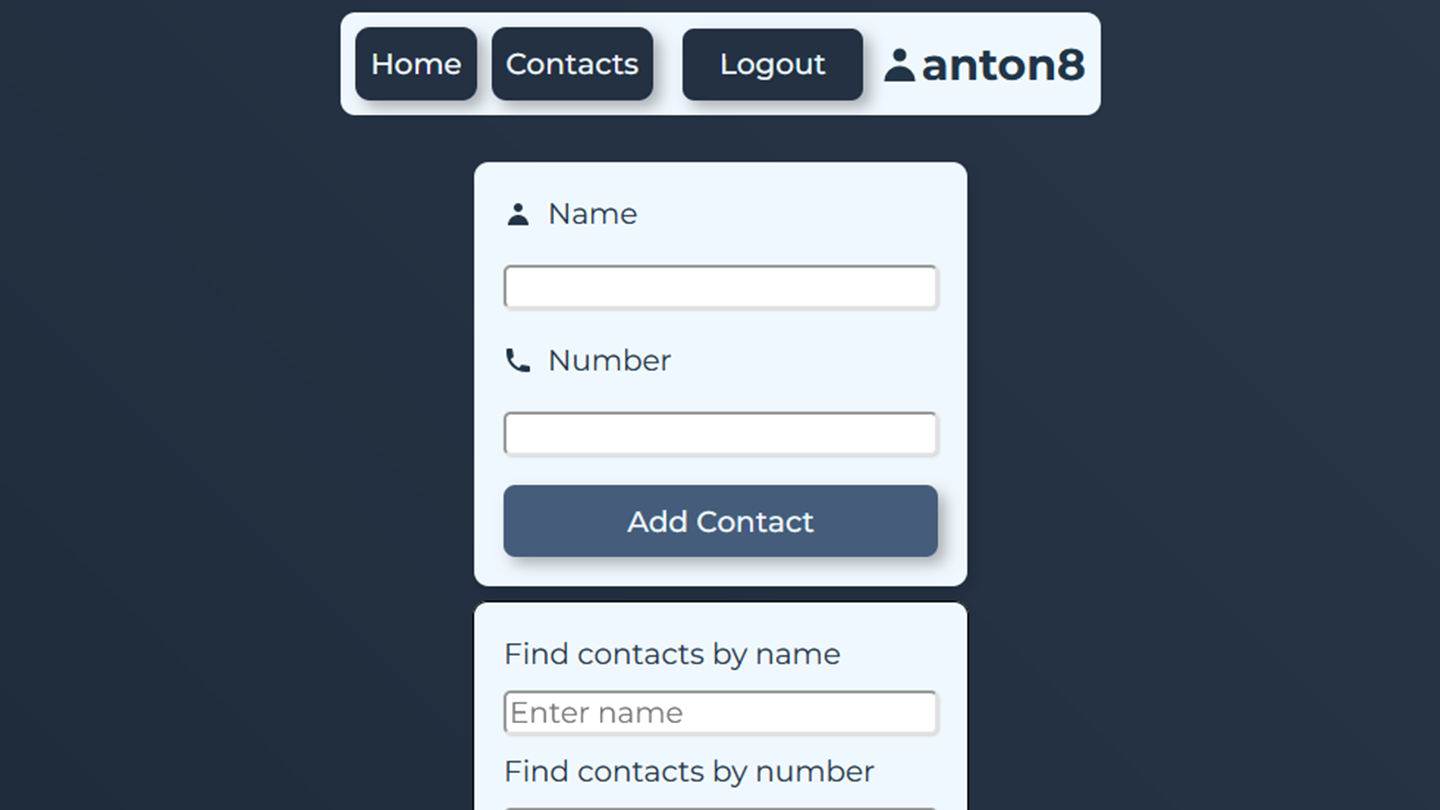 Home Contacts Logout anton8
Name
Number
Add Contact
Find contacts by name
Enter name
Find contacts by number